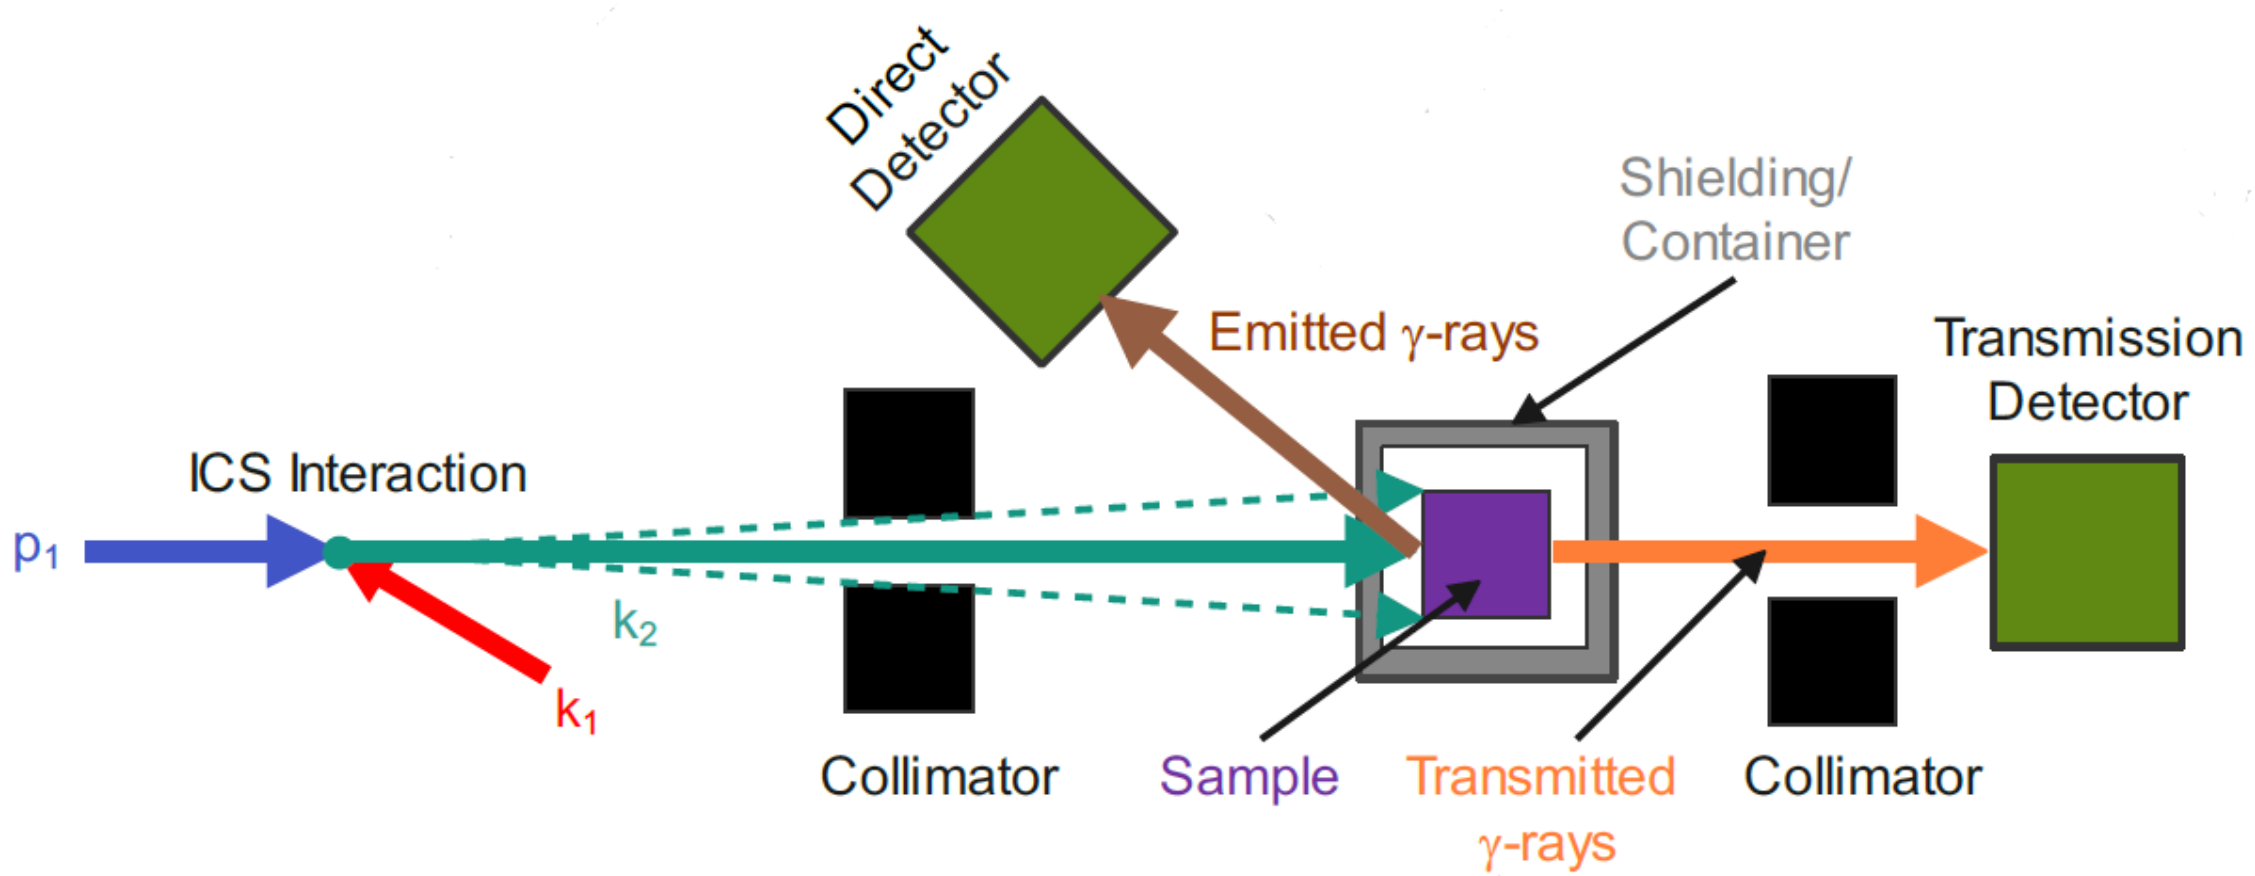 Direct
Detector
Shielding/
Container
Emitted γ-rays
Transmission
Detector
ICS Interaction
p₁
k₂
k₁
Collimator
Sample
Transmitted
γ-rays
Collimator